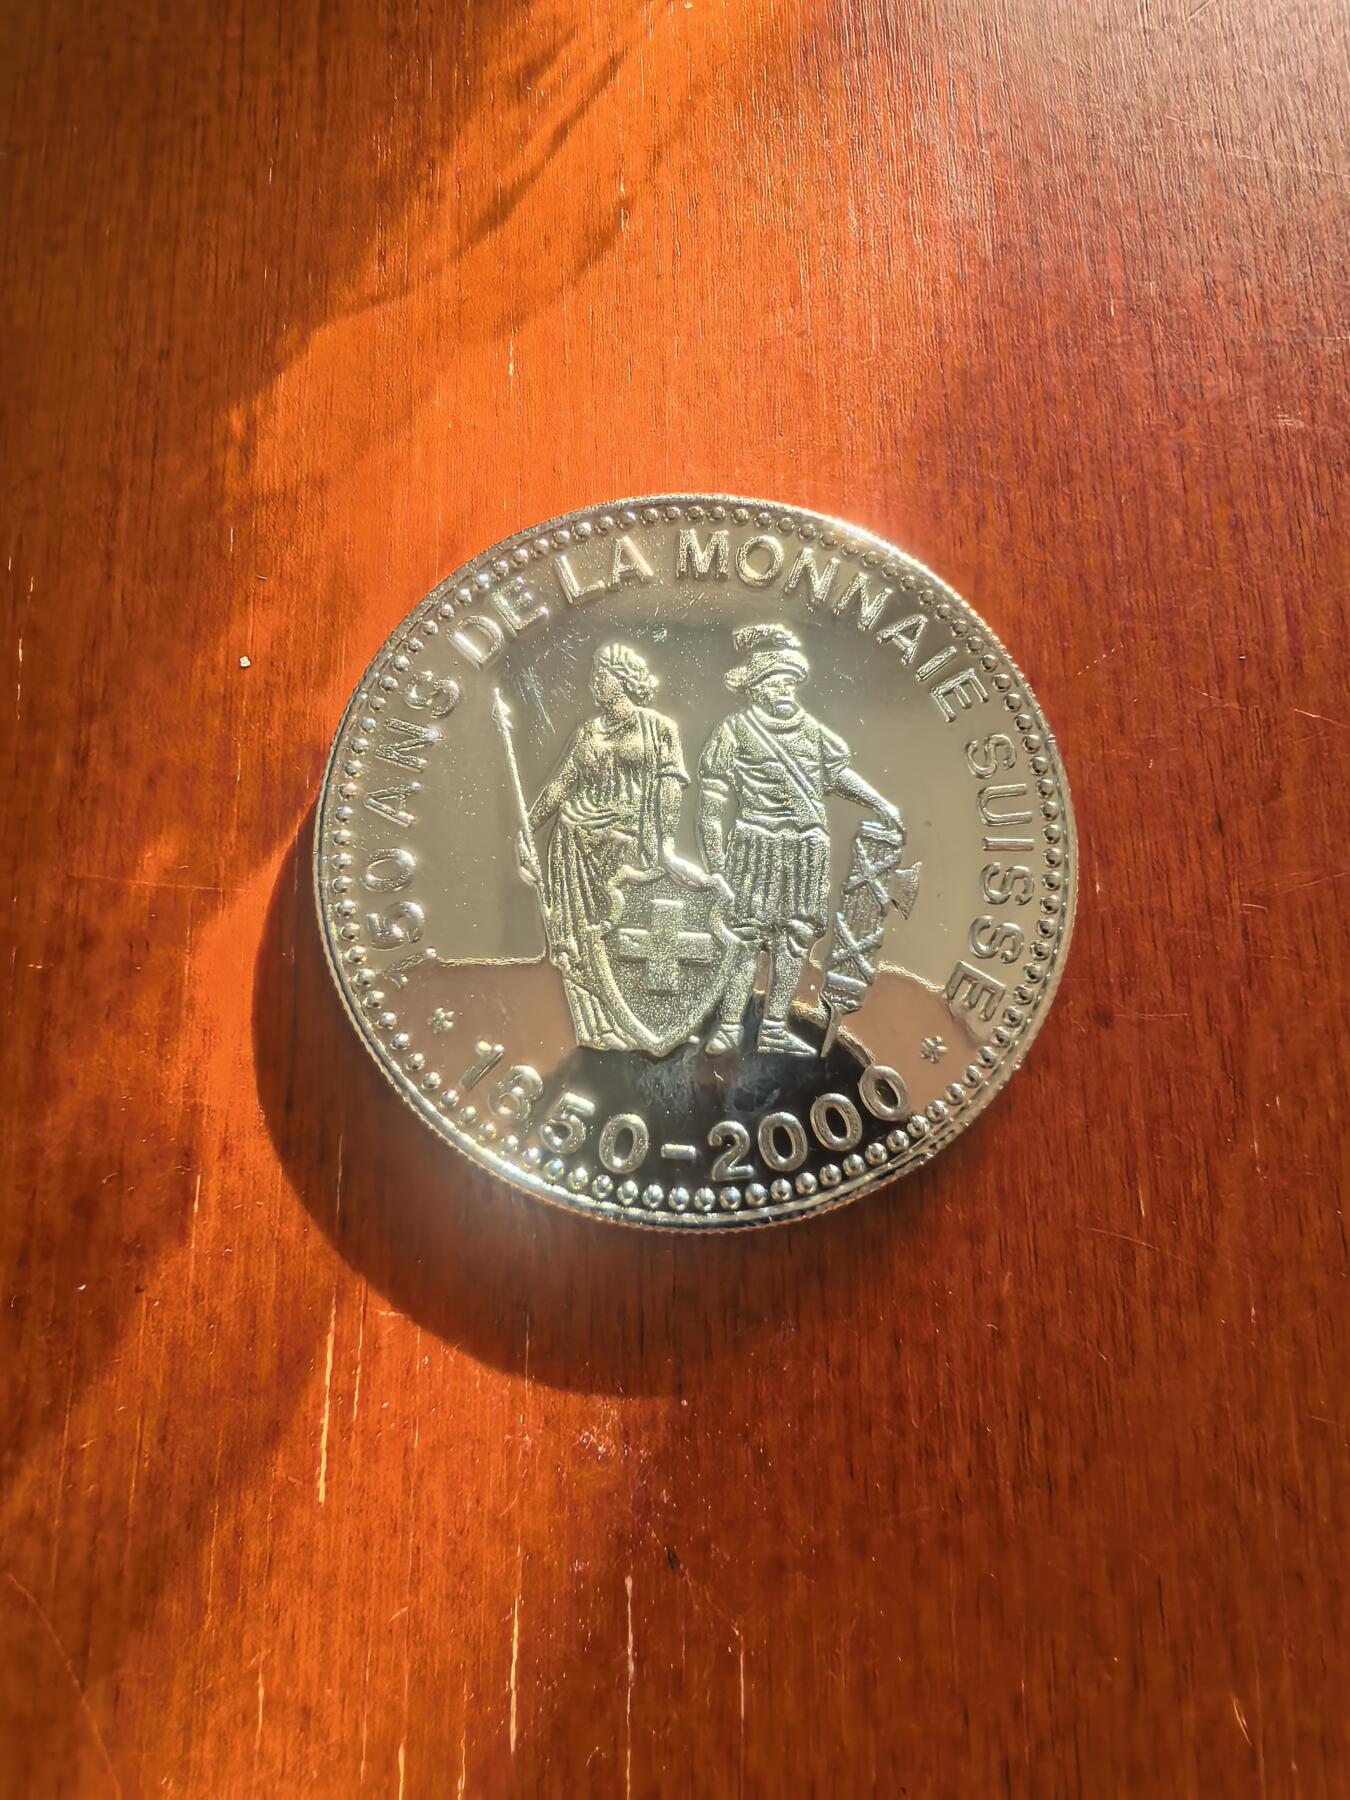 150 ANS DE LA MONNAIE SUISSE
* 1850-2000 *